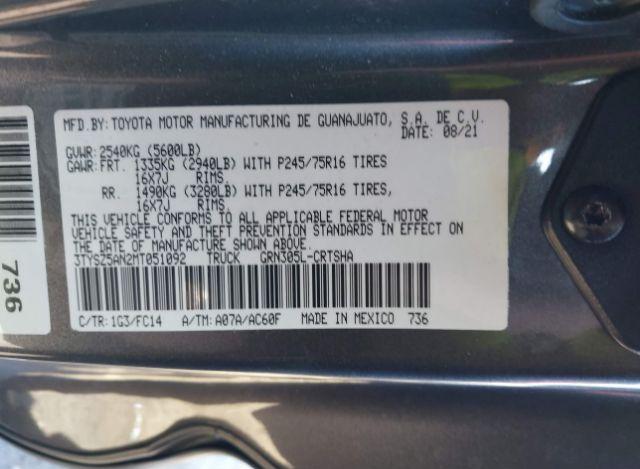 MFD.BY:TOYOTA MOTOR MANUFACTURING DE GUANAJUATO, S.A. DE C.V.
DATE: 08/21
GVWR:2540KG (5600LB)
GAWR:FRT. 1335KG (2940LB) WITH P245/75R16 TIRES
16X7J RIMS,
RR. 1490KG (3280LB) WITH P245/75R16 TIRES,
16X7J RIMS
THIS VEHICLE CONFORMS TO ALL APPLICABLE FEDERAL MOTOR
VEHICLE SAFETY AND THEFT PREVENTION STANDARDS IN EFFECT ON
THE DATE OF MANUFACTURE SHOWN ABOVE.
3TYSZ5AN2MT051092 TRUCK GRN305L-CRTSHA
C/TR:1G3/FC14 A/TM:A07A/AC60F MADE IN MEXICO 736
736